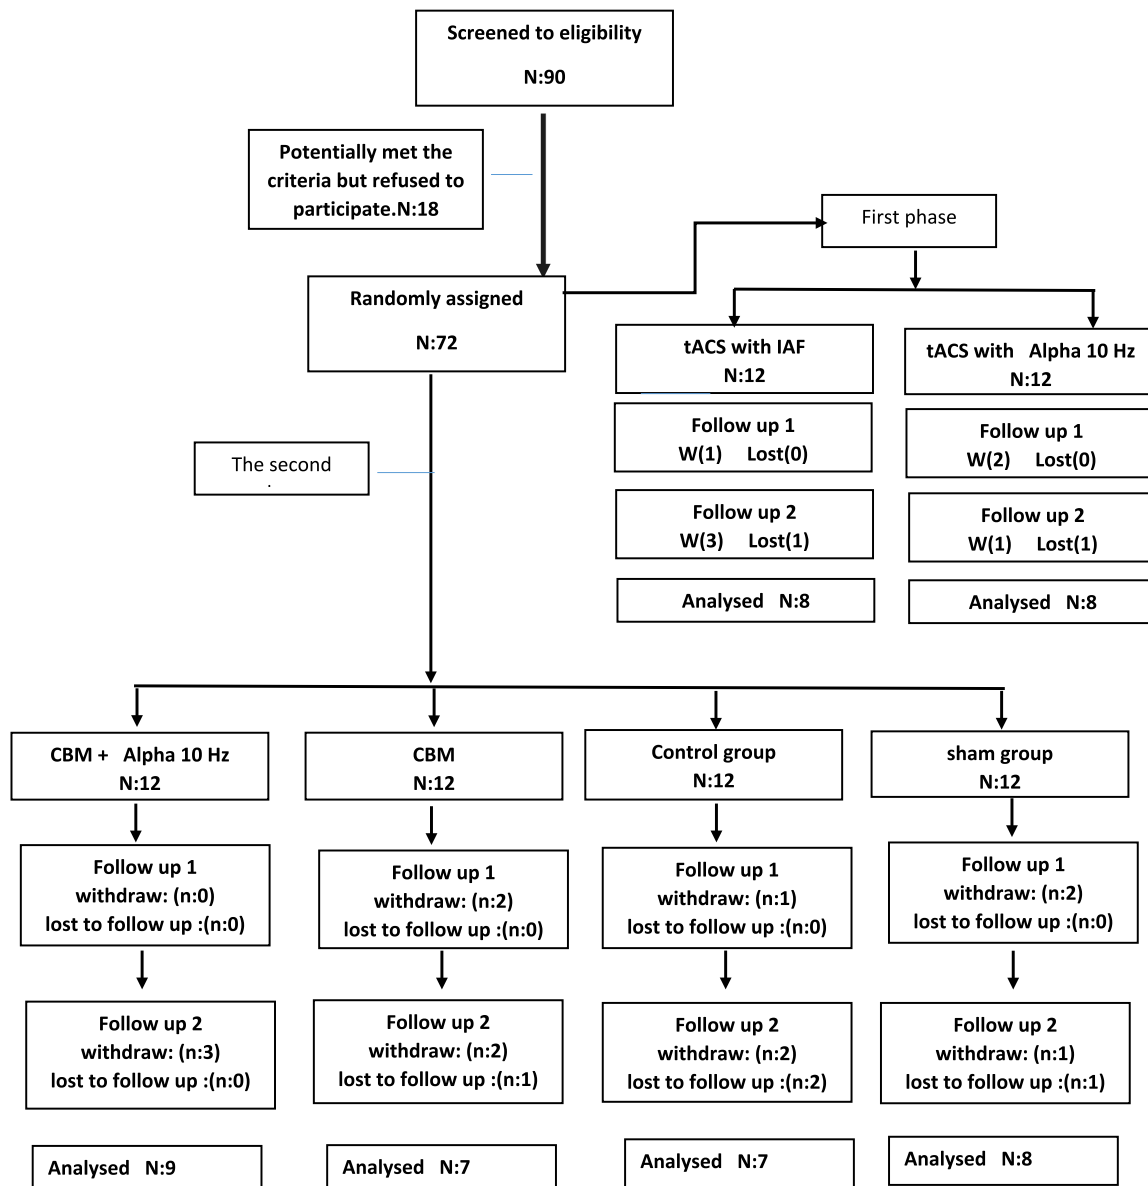 Screened to eligibility
N:90
Potentially met the
criteria but refused to
participate.N:18
First phase
Randomly assigned
N:72
tACS with IAF
N:12
tACS with Alpha 10 Hz
N:12
Follow up 1
W(1) Lost(0)
Follow up 1
W(2) Lost(0)
The second
Follow up 2
W(3) Lost(1)
Follow up 2
W(1) Lost(1)
Analysed N:8
Analysed N:8
CBM + Alpha 10 Hz
N:12
CBM
N:12
Control group
N:12
sham group
N:12
Follow up 1
withdraw: (n:0)
lost to follow up :(n:0)
Follow up 1
withdraw: (n:2)
lost to follow up :(n:0)
Follow up 1
withdraw: (n:1)
lost to follow up :(n:0)
Follow up 1
withdraw: (n:2)
lost to follow up :(n:0)
Follow up 2
withdraw: (n:3)
lost to follow up :(n:0)
Follow up 2
withdraw: (n:2)
lost to follow up :(n:1)
Follow up 2
withdraw: (n:2)
lost to follow up :(n:2)
Follow up 2
withdraw: (n:1)
lost to follow up :(n:1)
Analysed N:9
Analysed N:7
Analysed N:7
Analysed N:8